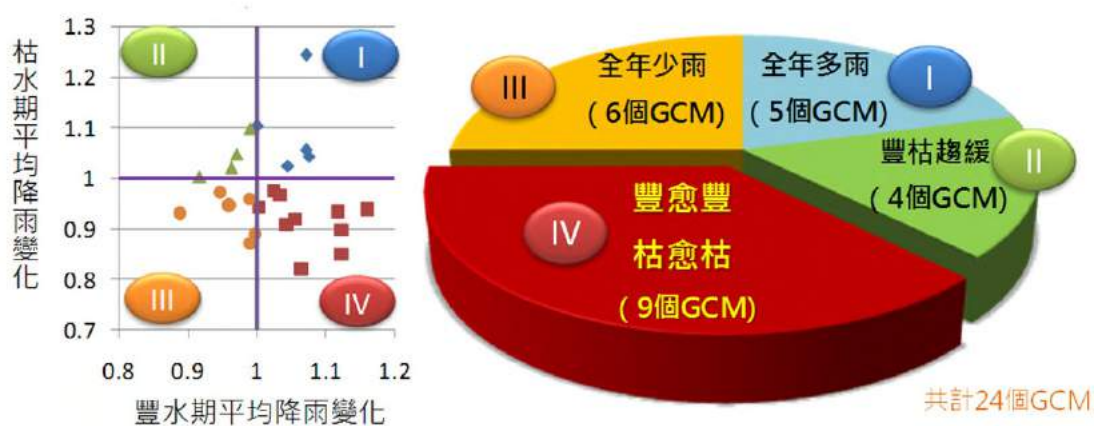 枯水期平均降雨變化
1.3
1.2
1.1
1
0.9
0.8
0.7
II
I
III
IV
0.8
0.9
1
1.1
1.2
豐水期平均降雨變化
III
全年少雨
(6個GCM)
全年多雨
(5個GCM)
I
豐枯趨緩
(4個GCM)
II
IV
豐愈豐
枯愈枯
(9個GCM)
共計24個GCM